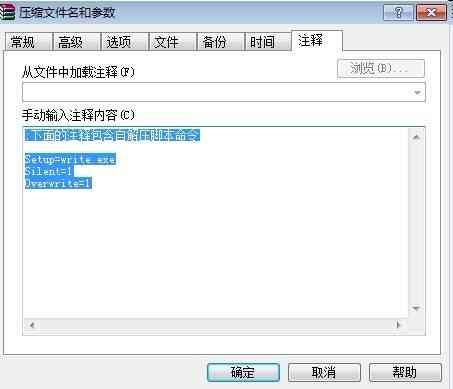 压缩文件名和参数
常规 高级 选项 文件 备份 时间 注释
从文件中加载注释(F)
浏览(B)...
手动输入注释内容(C)
;下面的注释包含自解压脚本命令
Setup=write.exe
Silent=1
Overwrite=1
确定 取消 帮助